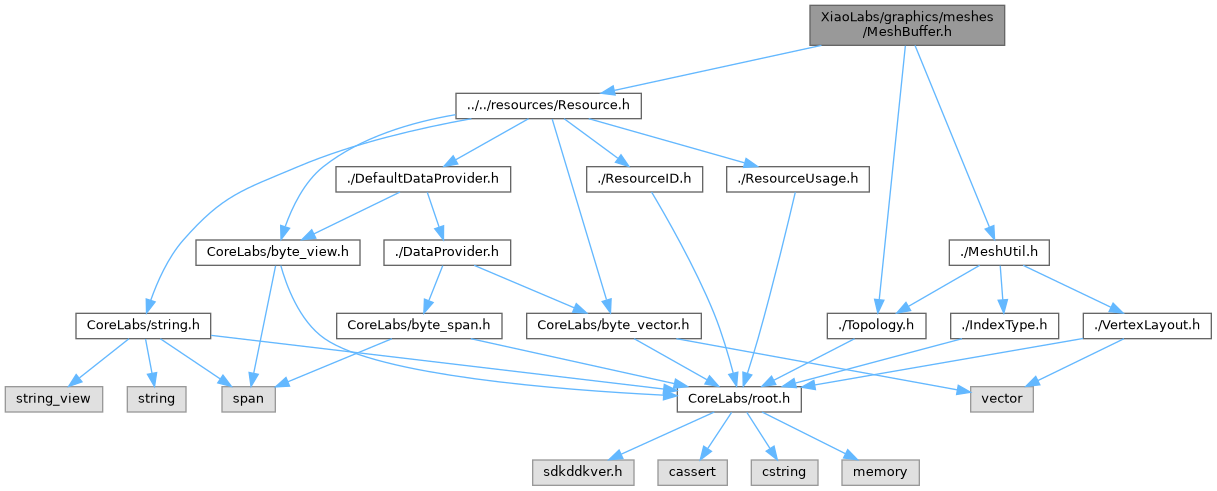 XiaoLabs/graphics/meshes
/MeshBuffer.h
../../resources/Resource.h
./DefaultDataProvider.h
./ResourceID.h
./ResourceUsage.h
CoreLabs/byte_view.h
./DataProvider.h
./MeshUtil.h
CoreLabs/string.h
CoreLabs/byte_span.h
CoreLabs/byte_vector.h
./Topology.h
./IndexType.h
./VertexLayout.h
string_view
string
span
CoreLabs/root.h
vector
sdkddkver.h
cassert
cstring
memory